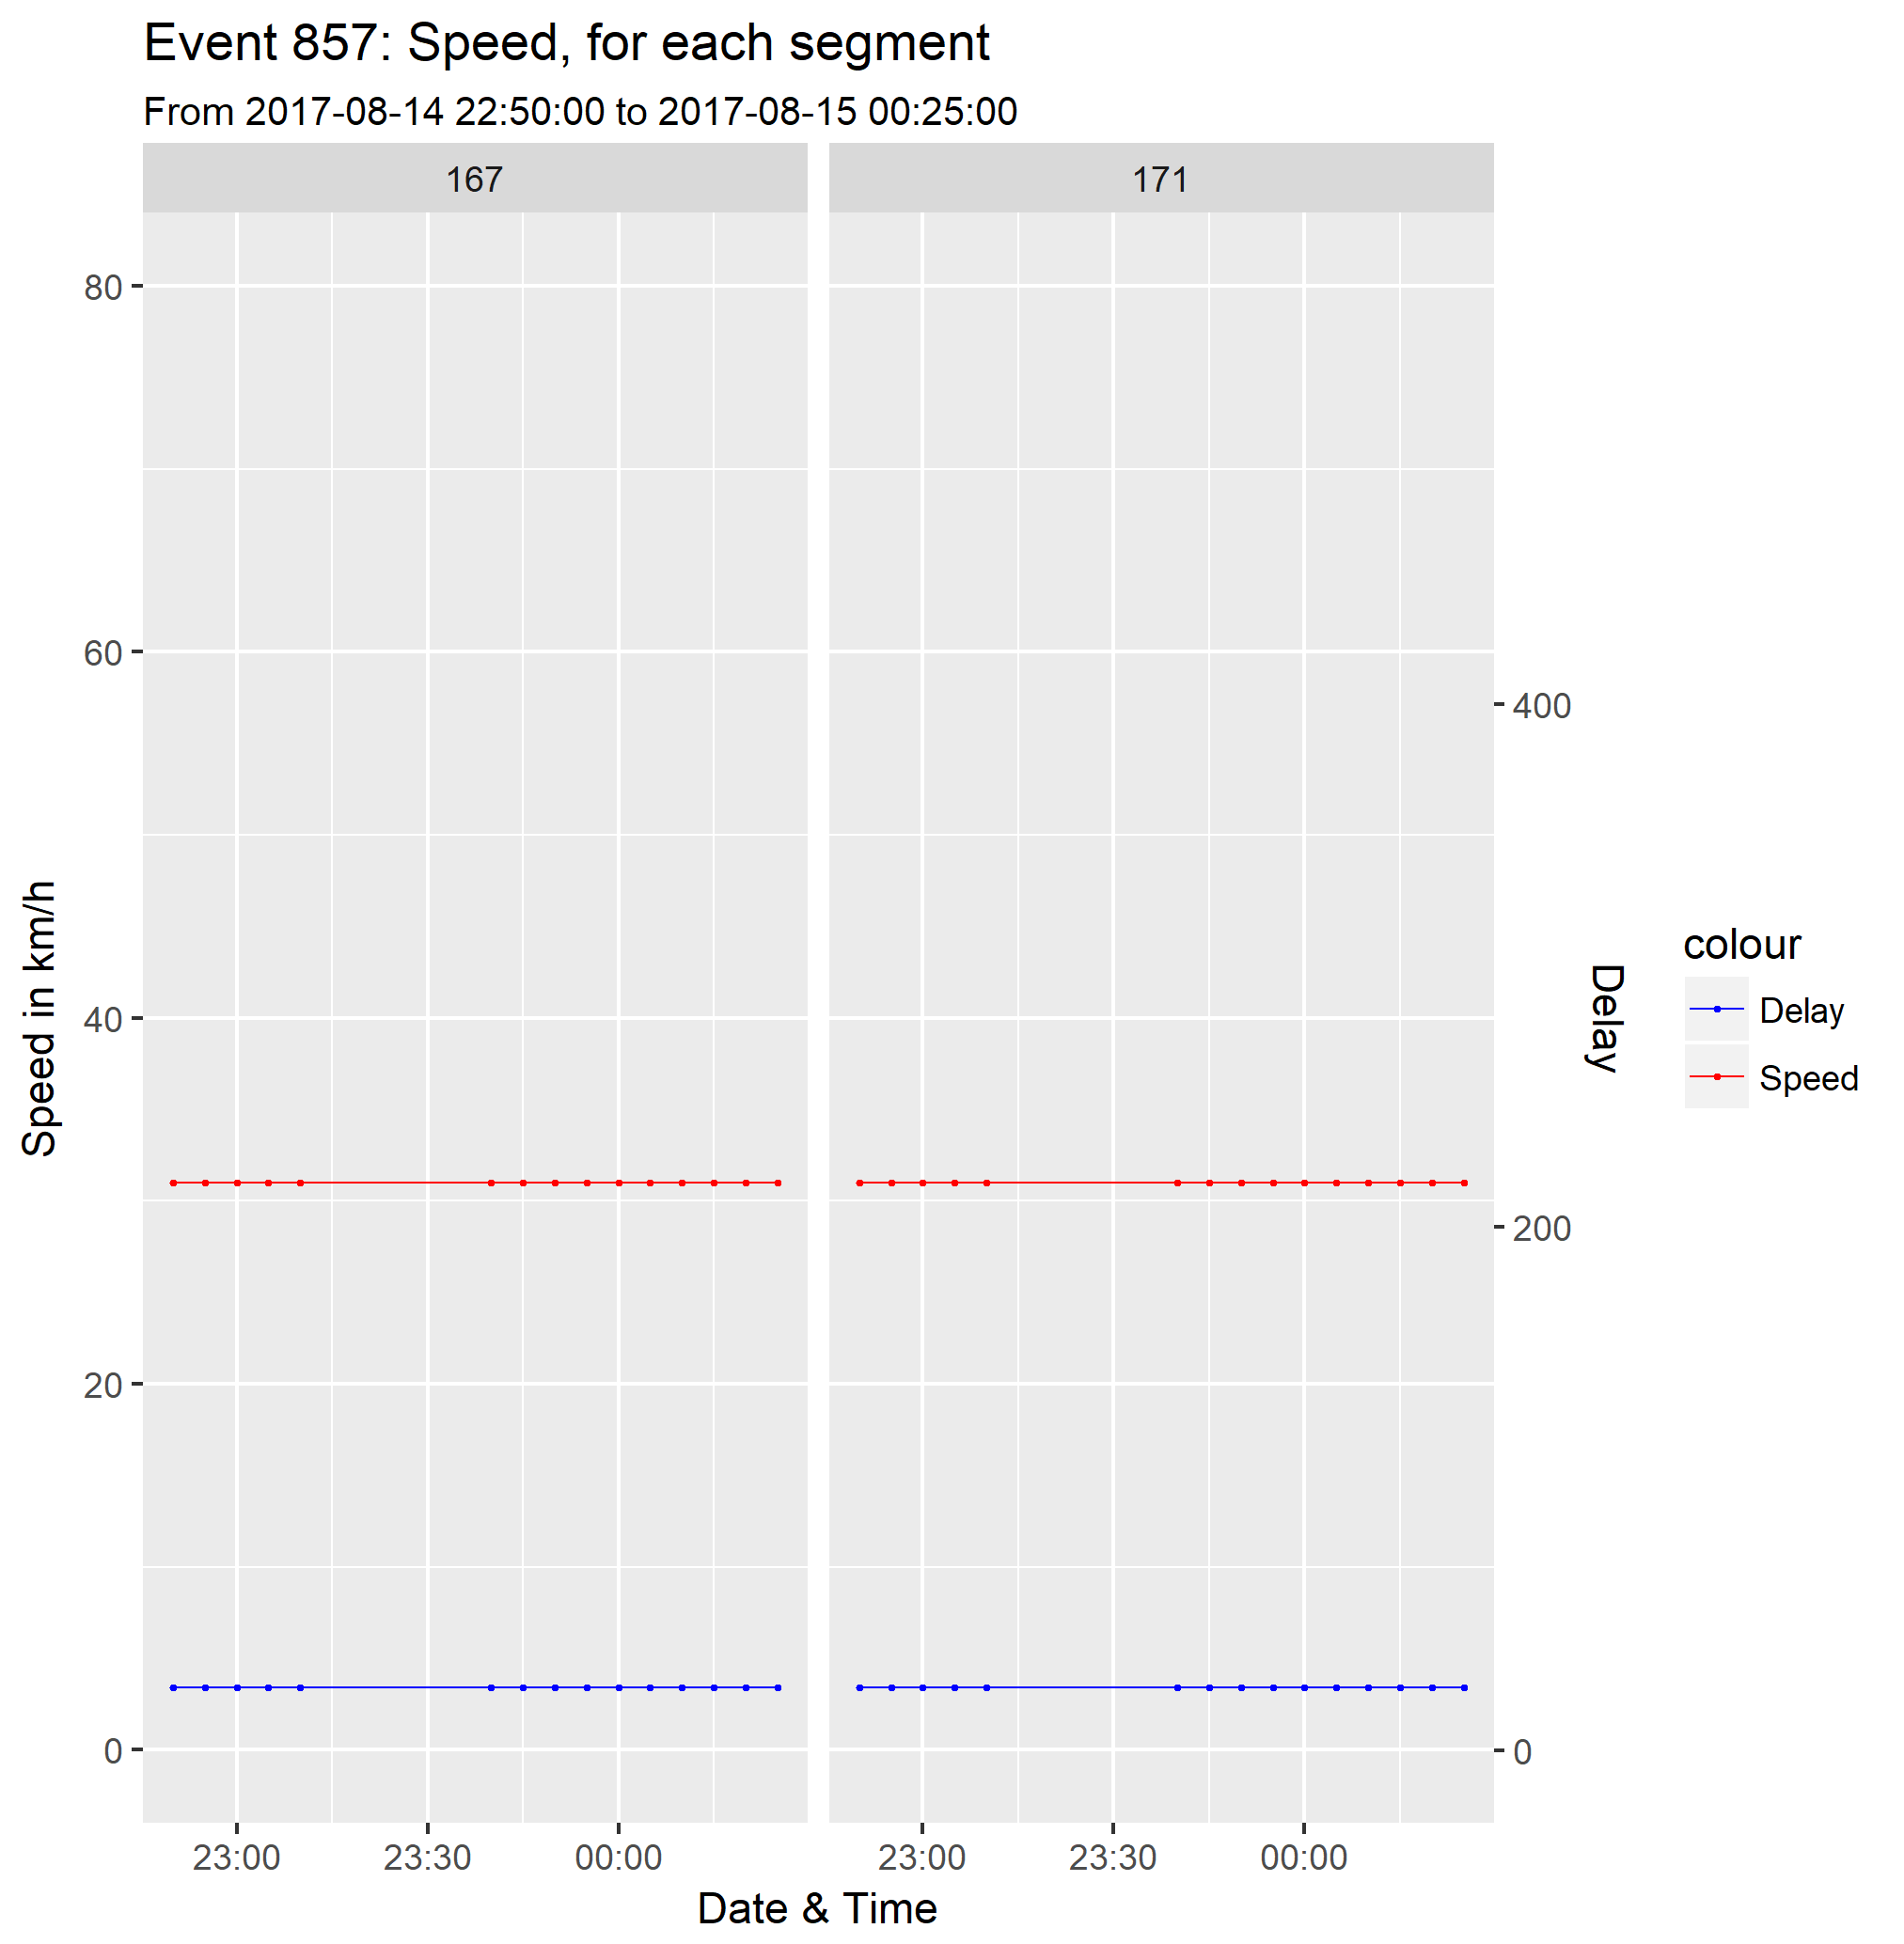 Event 857: Speed, for each segment
From 2017-08-14 22:50:00 to 2017-08-15 00:25:00
167
171
80
60
40
20
0
Speed in km/h
400
200
0
Delay
colour
Delay
Speed
23:00
23:30
00:00
23:00
23:30
00:00
Date & Time